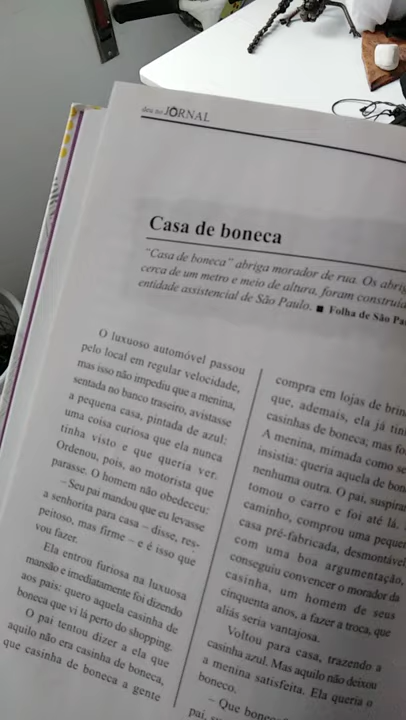 deu no JORNAL
Casa de boneca
"Casa de boneca" abriga morador de rua. Os abrig
cerca de um metro e meio de altura, foram construí
entidade assistencial de São Paulo. ■ Folha de São Pau
O luxuoso automóvel passou
pelo local em regular velocidade,
mas isso não impediu que a menina,
sentada no banco traseiro, avistasse
a pequena casa, pintada de azul:
uma coisa curiosa que ela nunca
tinha visto e que queria ver.
Ordenou, pois, ao motorista que
parasse. O homem não obedeceu:
– Seu pai mandou que eu levasse
a senhorita para casa – disse, res-
peitoso, mas firme – e é isso que
vou fazer.
Ela entrou furiosa na luxuosa
mansão e imediatamente foi dizendo
aos pais: quero aquela casinha de
boneca que vi lá perto do shopping.
O pai tentou dizer a ela que
aquilo não era casinha de boneca,
que casinha de boneca a gente
compra em lojas de brin
que, ademais, ela já tin
casinhas de boneca; mas fo
A menina, mimada como se
insistia: queria aquela de bon
nenhuma outra. O pai, suspira
tomou o carro e foi até lá.
caminho, comprou uma peque
casa pré-fabricada, desmontável
com uma boa argumentação,
conseguiu convencer o morador da
casinha, um homem de seus
cinquenta anos, a fazer a troca, que
aliás seria vantajosa.
Voltou para casa, trazendo a
casinha azul. Mas aquilo não deixou
a menina satisfeita. Ela queria o
boneco.
– Que boneco
pai, su